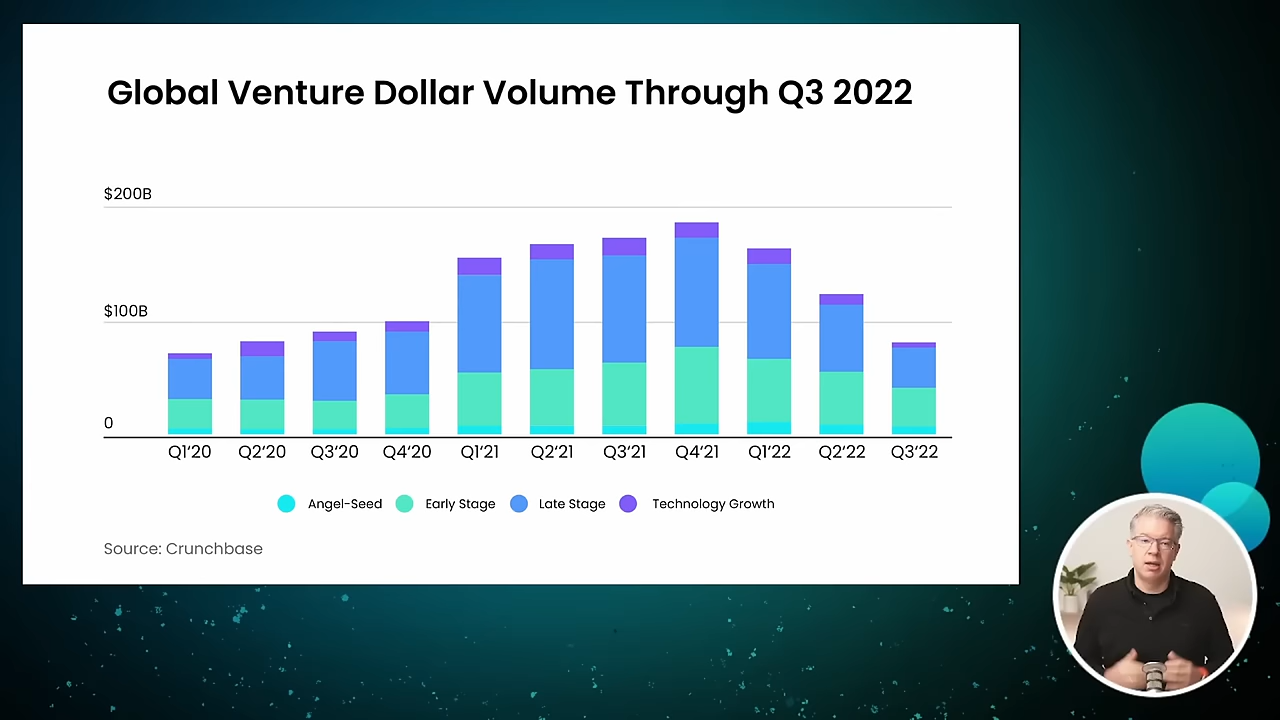 Global Venture Dollar Volume Through Q3 2022
$200B
$100B
0
Q1‘20 Q2‘20 Q3‘20 Q4‘20 Q1‘21 Q2‘21 Q3‘21 Q4‘21 Q1‘22 Q2‘22 Q3‘22
Angel-Seed Early Stage Late Stage Technology Growth
Source: Crunchbase